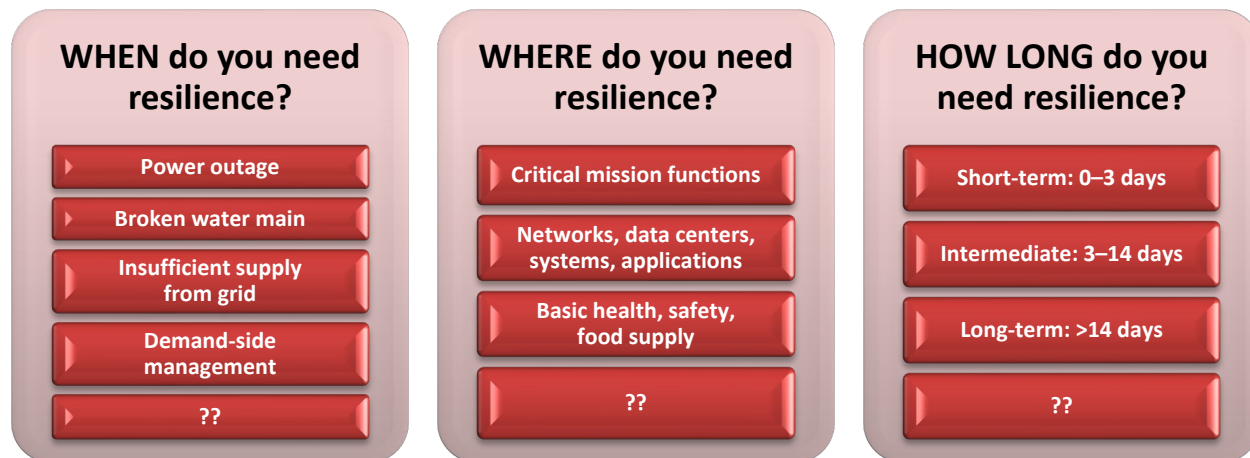 WHEN do you need
resilience?
Power outage
Broken water main
Insufficient supply
from grid
Demand-side
management
??
WHERE do you need
resilience?
Critical mission functions
Networks, data centers,
systems, applications
Basic health, safety,
food supply
??
HOW LONG do you
need resilience?
Short-term: 0–3 days
Intermediate: 3–14 days
Long-term: >14 days
??